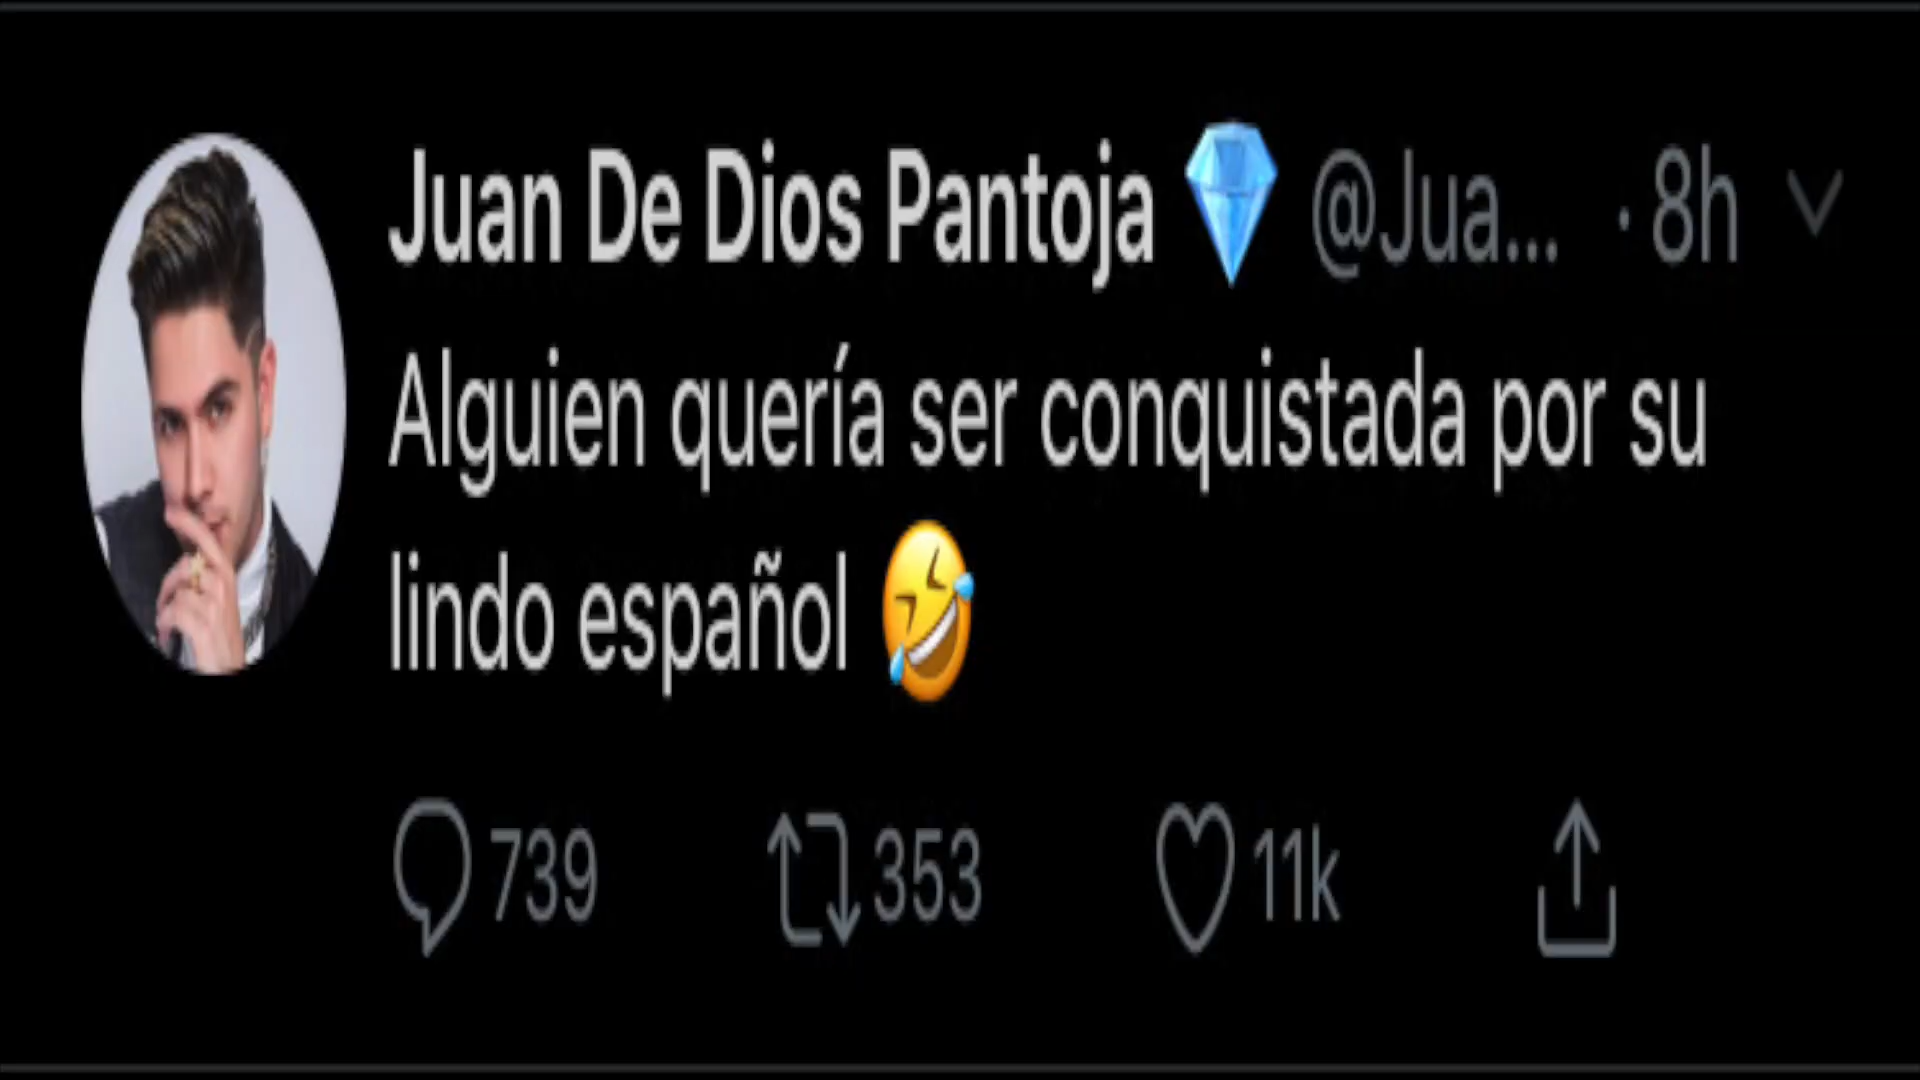 Juan De Dios Pantoja 💎 @Jua... · 8h
Alguien quería ser conquistada por su
lindo español 🤣
739 353 11k